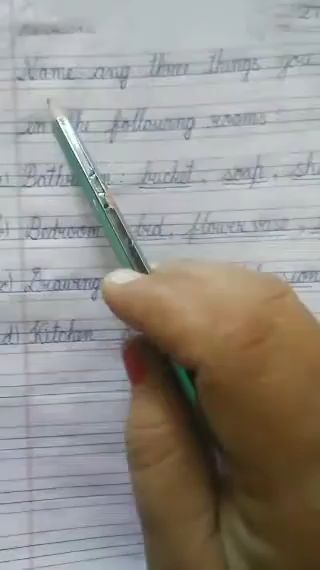 Name any three things you
in the following rooms
Bathroom: bucket, soap,
Bedroom bed, flower vase,
c) Drawing
d) Kitchen